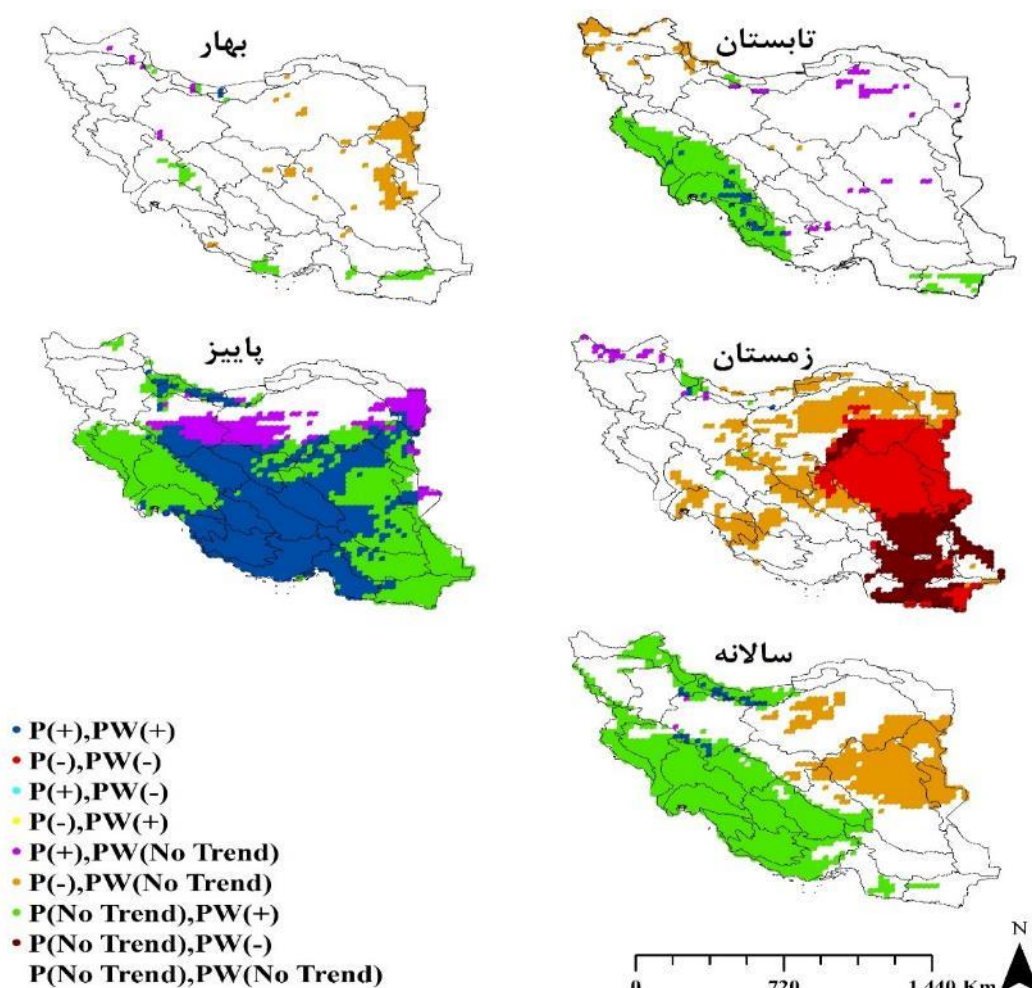 بهار
تابستان
پاییز
زمستان
سالانه
P(+),PW(+)
P(-),PW(-)
P(+),PW(-)
P(-),PW(+)
P(+),PW(No Trend)
P(-),PW(No Trend)
P(No Trend),PW(+)
P(No Trend),PW(-)
P(No Trend),PW(No Trend)
N
0 720 1,440 Km